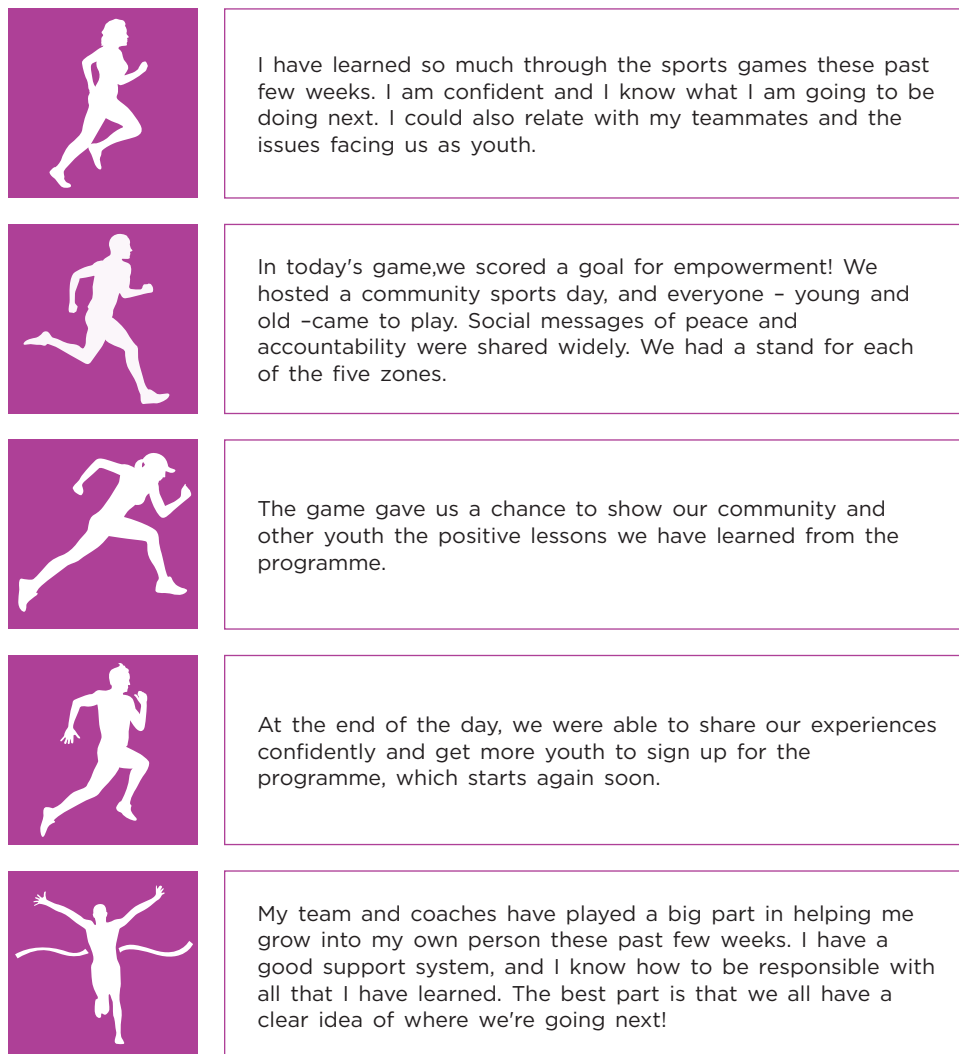 I have learned so much through the sports games these past
few weeks. I am confident and I know what I am going to be
doing next. I could also relate with my teammates and the
issues facing us as youth.
In today's game,we scored a goal for empowerment! We
hosted a community sports day, and everyone – young and
old –came to play. Social messages of peace and
accountability were shared widely. We had a stand for each
of the five zones.
The game gave us a chance to show our community and
other youth the positive lessons we have learned from the
programme.
At the end of the day, we were able to share our experiences
confidently and get more youth to sign up for the
programme, which starts again soon.
My team and coaches have played a big part in helping me
grow into my own person these past few weeks. I have a
good support system, and I know how to be responsible with
all that I have learned. The best part is that we all have a
clear idea of where we're going next!